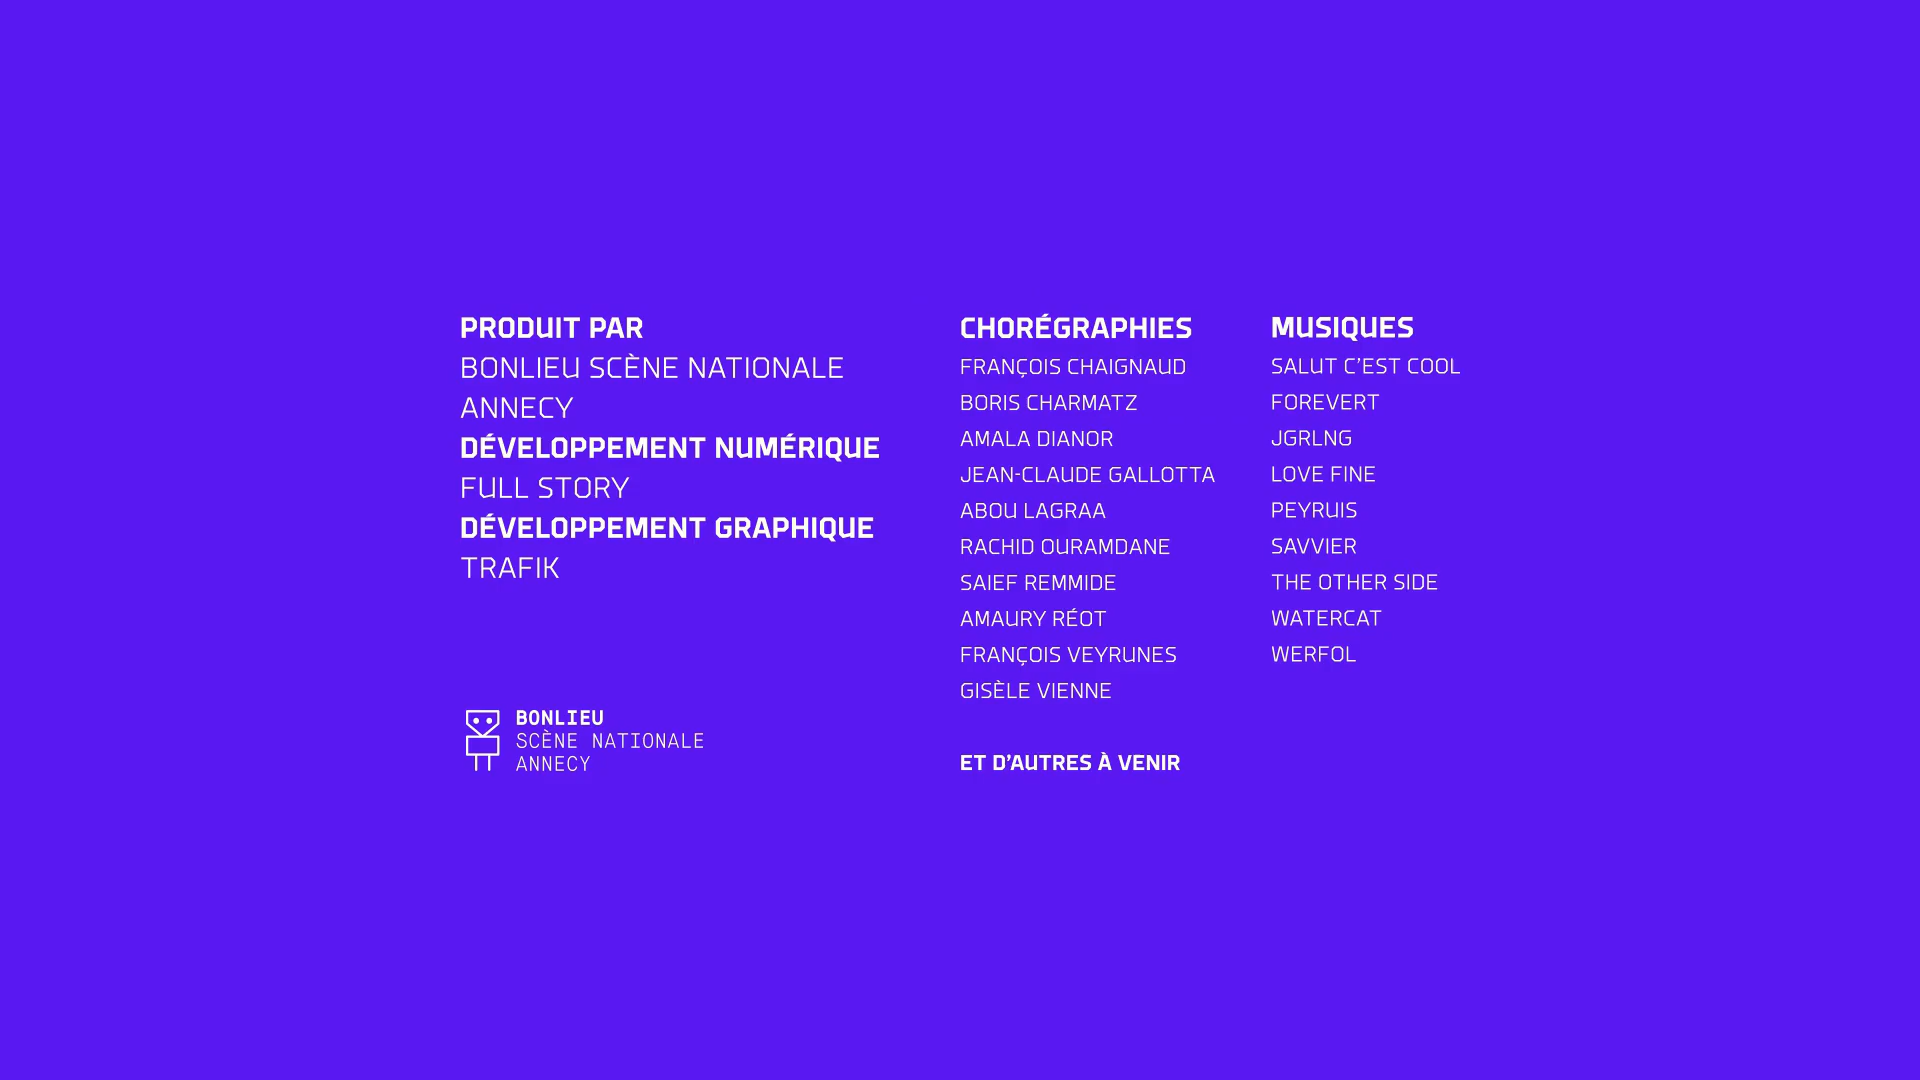 PRODUIT PAR
BONLIEU SCÈNE NATIONALE
ANNECY
DÉVELOPPEMENT NUMÉRIQUE
FULL STORY
DÉVELOPPEMENT GRAPHIQUE
TRAFIK
BONLIEU
SCÈNE NATIONALE
ANNECY
CHORÉGRAPHIES
FRANÇOIS CHAIGNAUD
BORIS CHARMATZ
AMALA DIANOR
JEAN-CLAUDE GALLOTTA
ABOU LAGRAA
RACHID OURAMDANE
SAIEF REMMIDE
AMAURY RÉOT
FRANÇOIS VEYRUNES
GISÈLE VIENNE
ET D’AUTRES À VENIR
MUSIQUES
SALUT C’EST COOL
FOREVERT
JGRLNG
LOVE FINE
PEYRUIS
SAVVIER
THE OTHER SIDE
WATERCAT
WERFOL